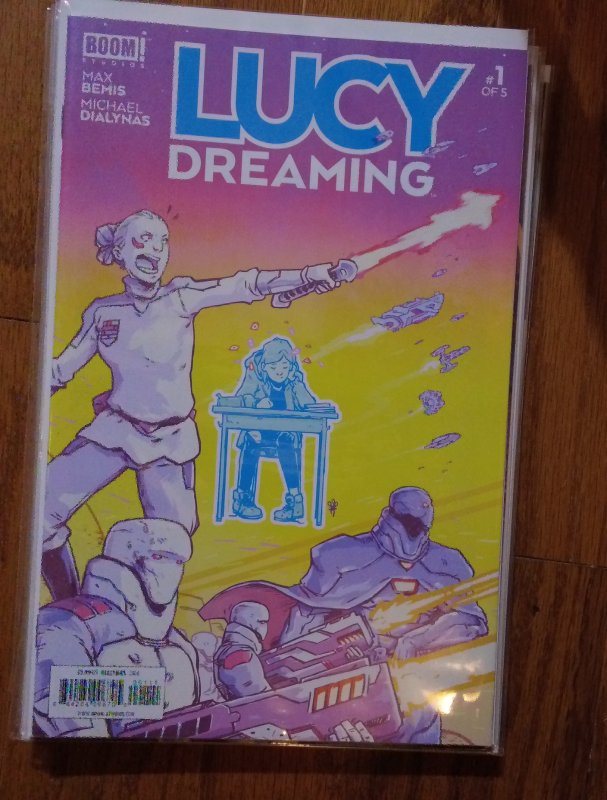 BOOM!
STUDIOS
MAX
BEMIS
MICHAEL
DIALYNAS
LUCY
DREAMING
#1
OF 5